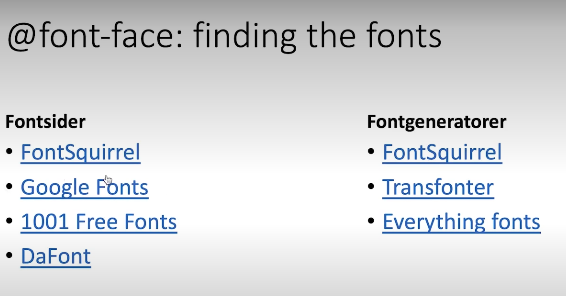 @font-face: finding the fonts
Fontsider
• FontSquirrel
• Google Fonts
• 1001 Free Fonts
• DaFont
Fontgeneratorer
• FontSquirrel
• Transfonter
• Everything fonts